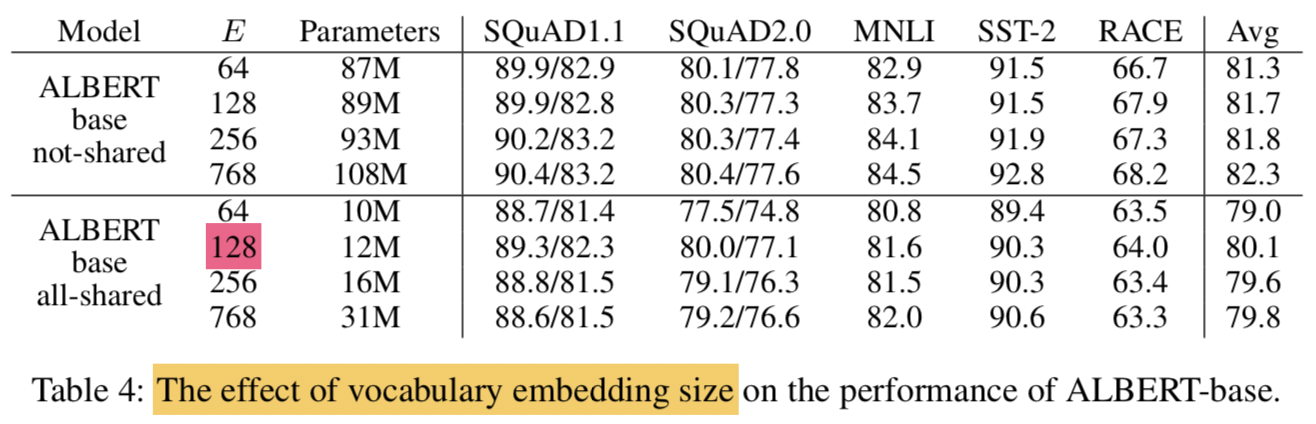 Model E Parameters SQuAD1.1 SQuAD2.0 MNLI SST-2 RACE Avg
ALBERT base not-shared
64 87M 89.9/82.9 80.1/77.8 82.9 91.5 66.7 81.3
128 89M 89.9/82.8 80.3/77.3 83.7 91.5 67.9 81.7
256 93M 90.2/83.2 80.3/77.4 84.1 91.9 67.3 81.8
768 108M 90.4/83.2 80.4/77.6 84.5 92.8 68.2 82.3
ALBERT base all-shared
64 10M 88.7/81.4 77.5/74.8 80.8 89.4 63.5 79.0
128 12M 89.3/82.3 80.0/77.1 81.6 90.3 64.0 80.1
256 16M 88.8/81.5 79.1/76.3 81.5 90.3 63.4 79.6
768 31M 88.6/81.5 79.2/76.6 82.0 90.6 63.3 79.8
Table 4: The effect of vocabulary embedding size on the performance of ALBERT-base.